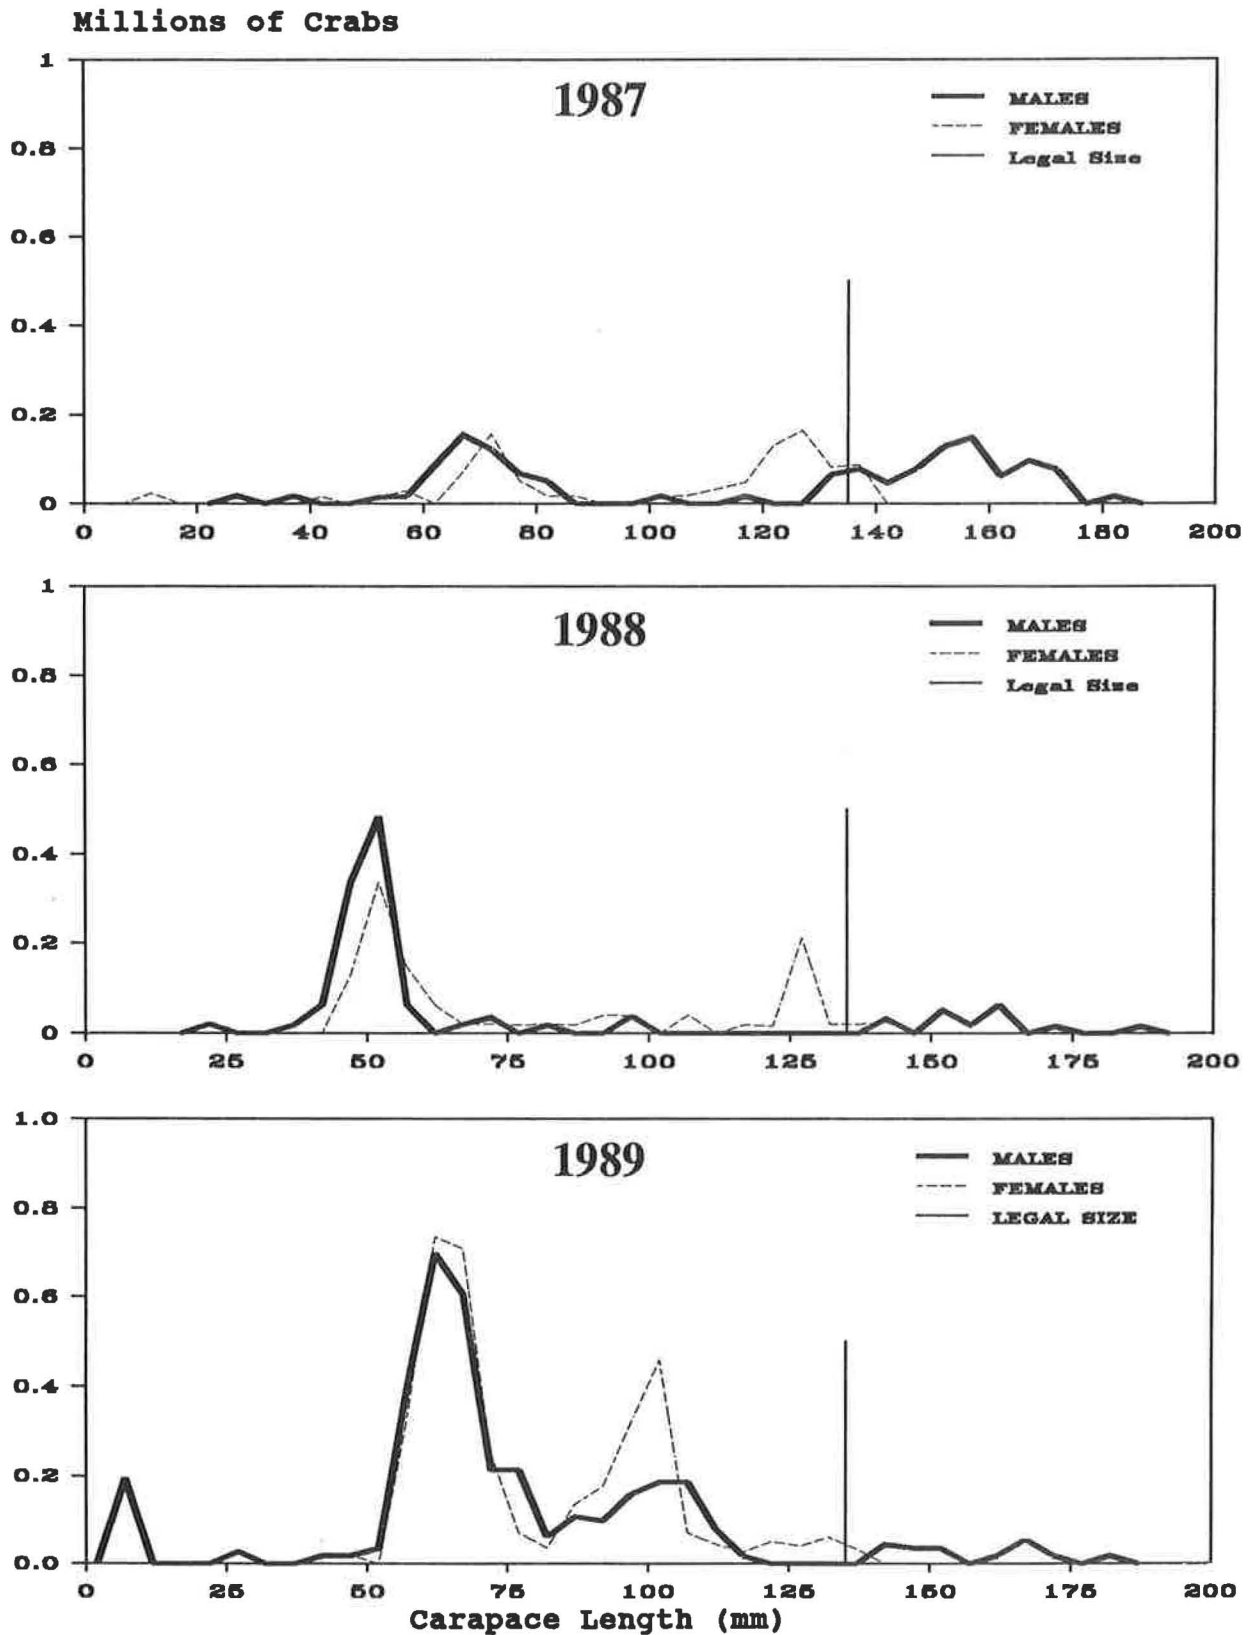 Millions of Crabs
1987
MALES
FEMALES
Legal Size
1
0.8
0.6
0.4
0.2
0
0 20 40 60 80 100 120 140 160 180 200
1988
MALES
FEMALES
Legal Size
1
0.8
0.6
0.4
0.2
0
0 25 50 75 100 125 150 175 200
1989
MALES
FEMALES
LEGAL SIZE
1.0
0.8
0.6
0.4
0.2
0.0
0 25 50 75 100 125 150 175 200
Carapace Length (mm)